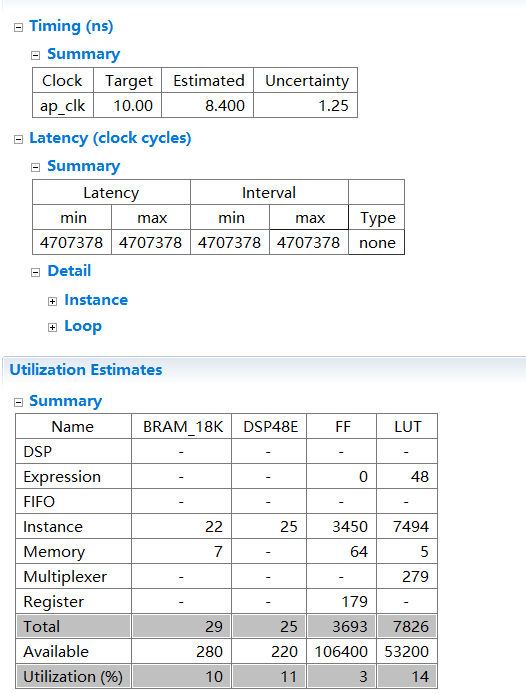 Timing (ns)
Summary
Clock Target Estimated Uncertainty
ap_clk 10.00 8.400 1.25
Latency (clock cycles)
Summary
Latency Interval
min max min max Type
4707378 4707378 4707378 4707378 none
Detail
Instance
Loop
Utilization Estimates
Summary
Name BRAM_18K DSP48E FF LUT
DSP - - - -
Expression - - 0 48
FIFO - - - -
Instance 22 25 3450 7494
Memory 7 - 64 5
Multiplexer - - - 279
Register - - 179 -
Total 29 25 3693 7826
Available 280 220 106400 53200
Utilization (%) 10 11 3 14